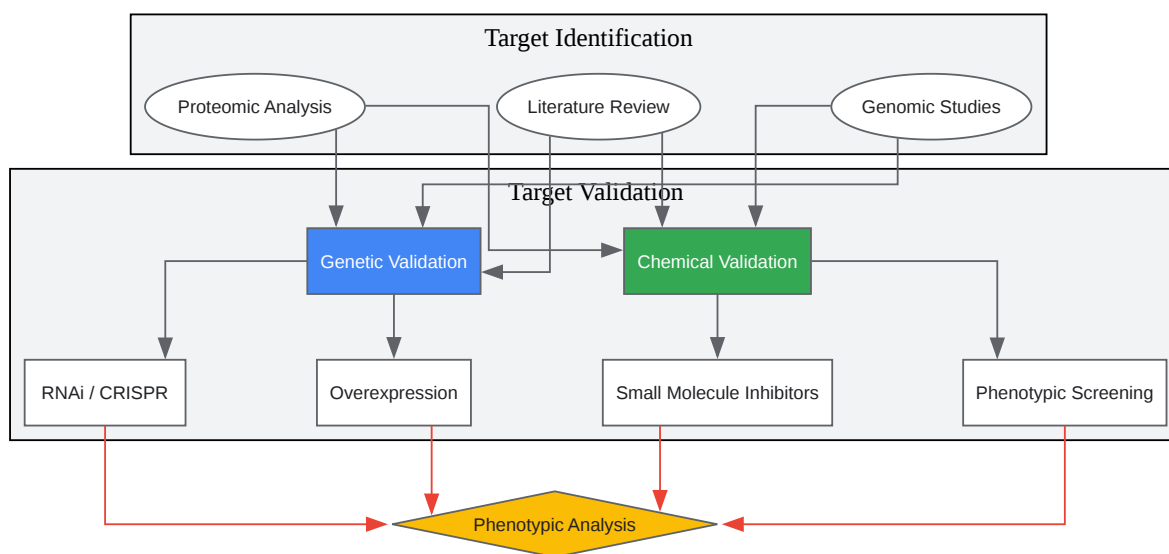 Target Identification
Proteomic Analysis
Literature Review
Genomic Studies
Target Validation
Genetic Validation
Chemical Validation
RNAi / CRISPR
Overexpression
Small Molecule Inhibitors
Phenotypic Screening
Phenotypic Analysis